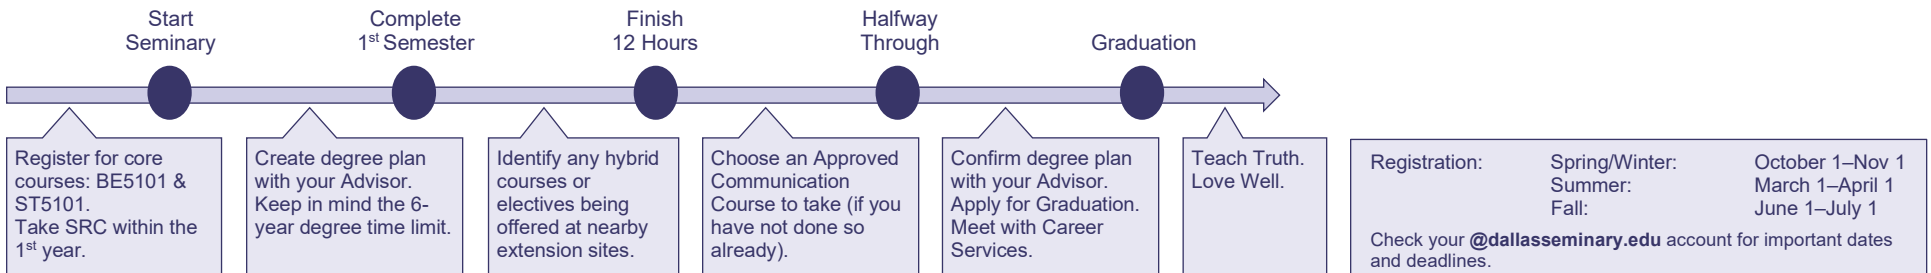 Start
Seminary
Complete
1st Semester
Finish
12 Hours
Halfway
Through
Graduation
Register for core
courses: BE5101 &
ST5101.
Take SRC within the
1st year.
Create degree plan
with your Advisor.
Keep in mind the 6-
year degree time limit.
Identify any hybrid
courses or
electives being
offered at nearby
extension sites.
Choose an Approved
Communication
Course to take (if you
have not done so
already).
Confirm degree plan
with your Advisor.
Apply for Graduation.
Meet with Career
Services.
Teach Truth.
Love Well.
Registration: Spring/Winter: October 1–Nov 1
Summer: March 1–April 1
Fall: June 1–July 1
Check your @dallasseminary.edu account for important dates
and deadlines.